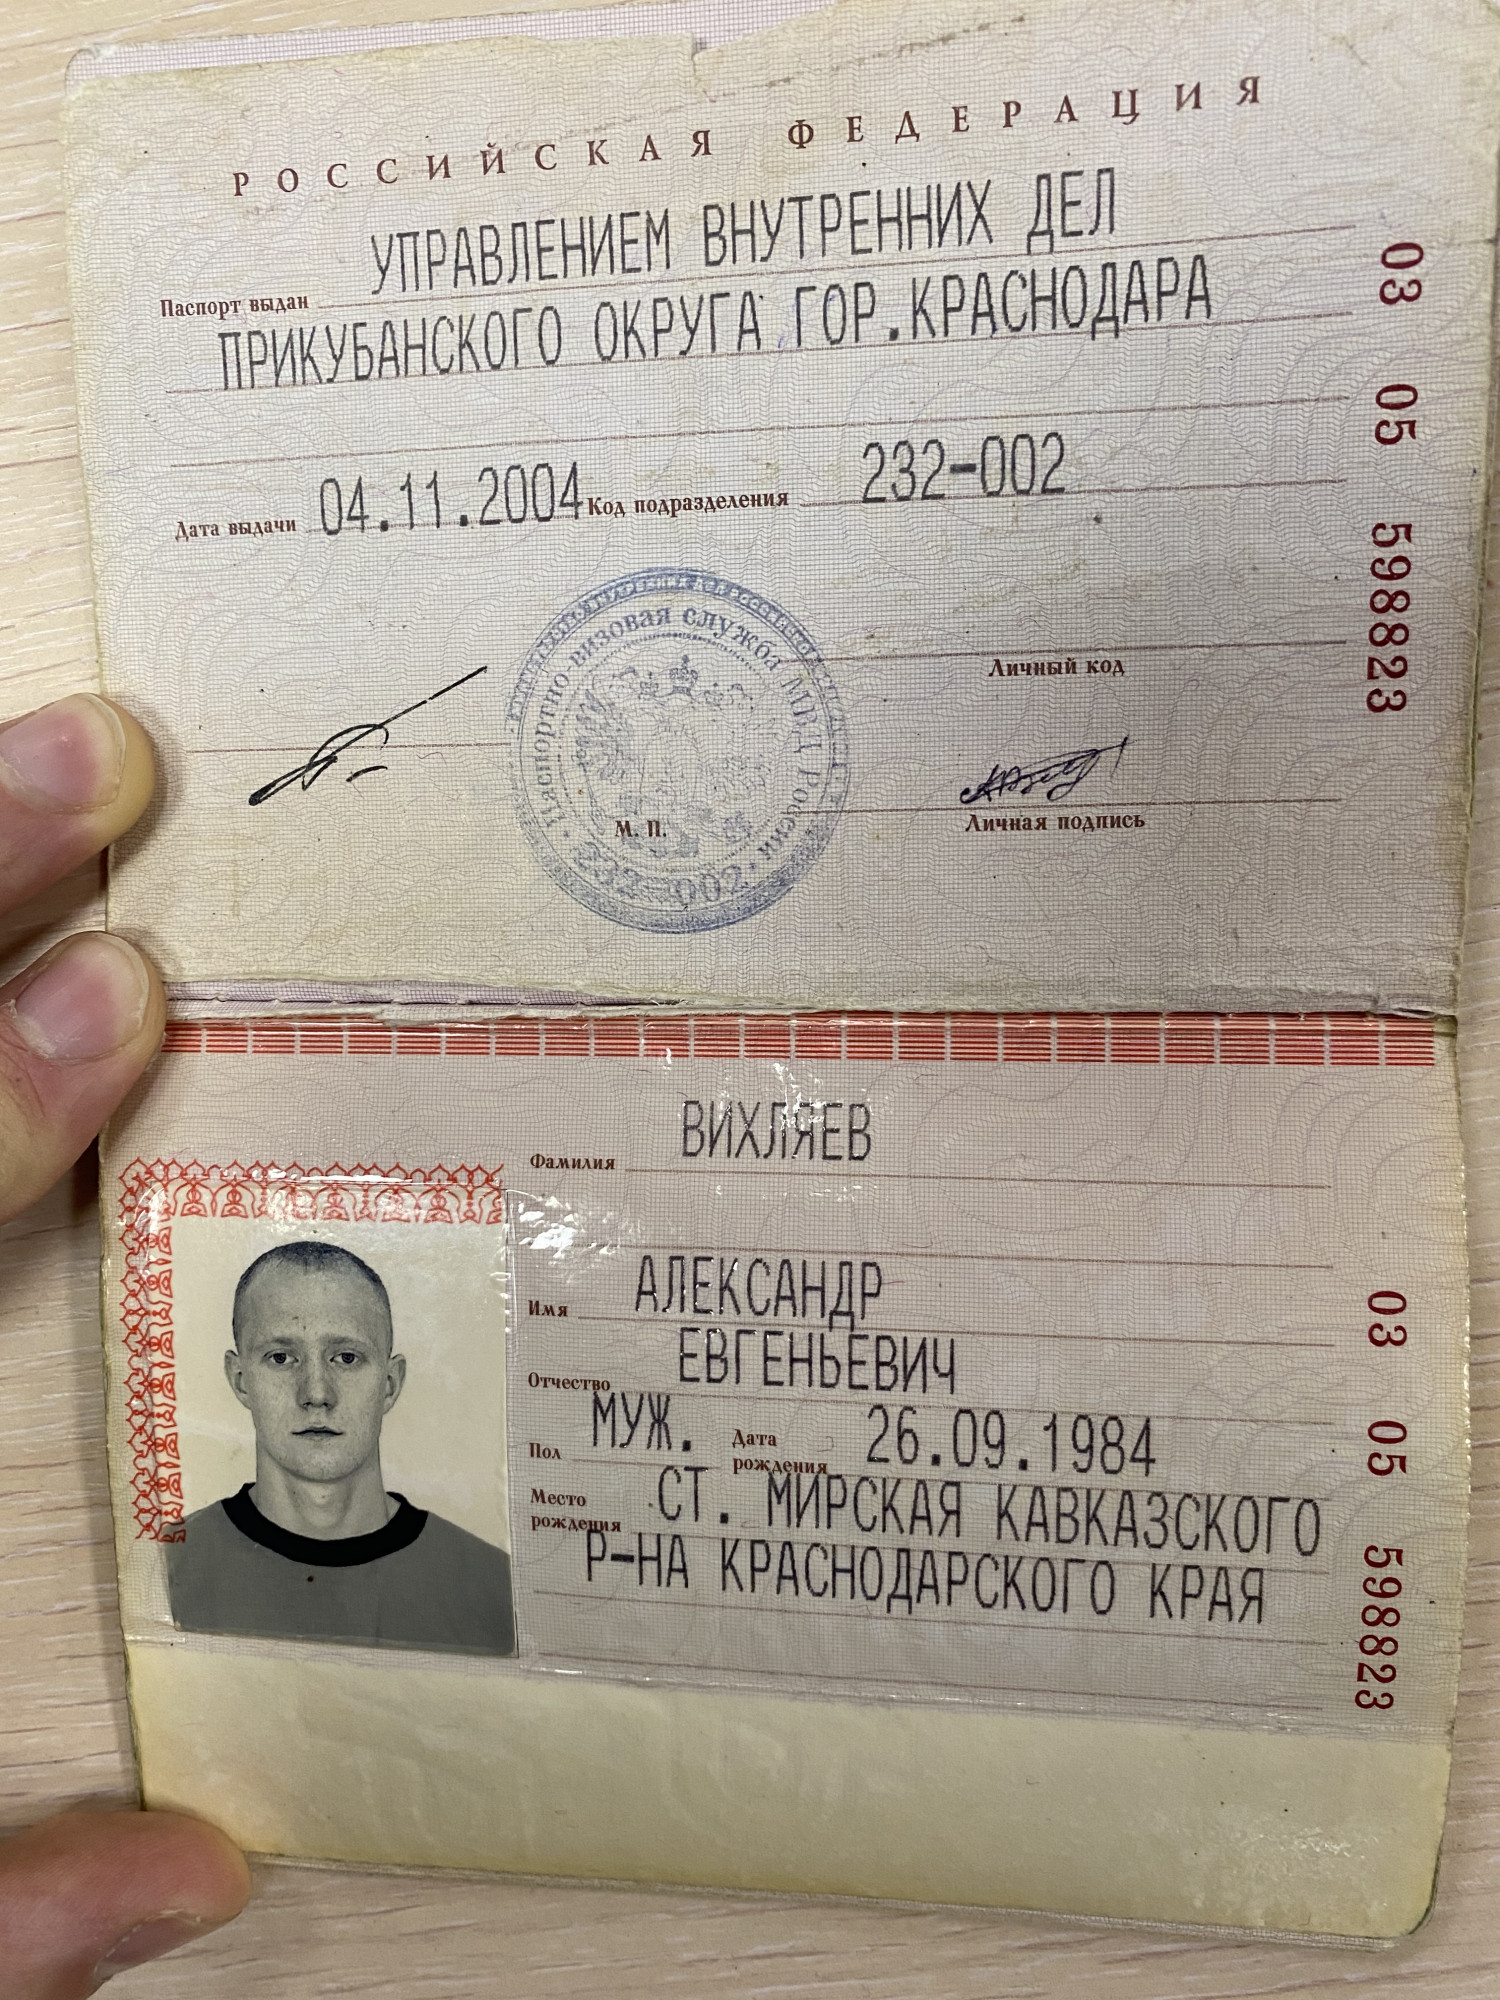 РОССИЙСКАЯ ФЕДЕРАЦИЯ
Паспорт выдан УПРАВЛЕНИЕМ ВНУТРЕННИХ ДЕЛ
ПРИКУБАНСКОГО ОКРУГА ГОР.КРАСНОДАРА
Дата выдачи 04.11.2004 Код подразделения 232-002
03 05 598823
Паспортно-визовая служба МВД России
232-002
Личный код
М. П.
Личная подпись
Фамилия ВИХЛЯЕВ
Имя АЛЕКСАНДР
Отчество ЕВГЕНЬЕВИЧ
Пол МУЖ. Дата рождения 26.09.1984
Место рождения СТ. МИРСКАЯ КАВКАЗСКОГО
Р-НА КРАСНОДАРСКОГО КРАЯ
03 05 598823